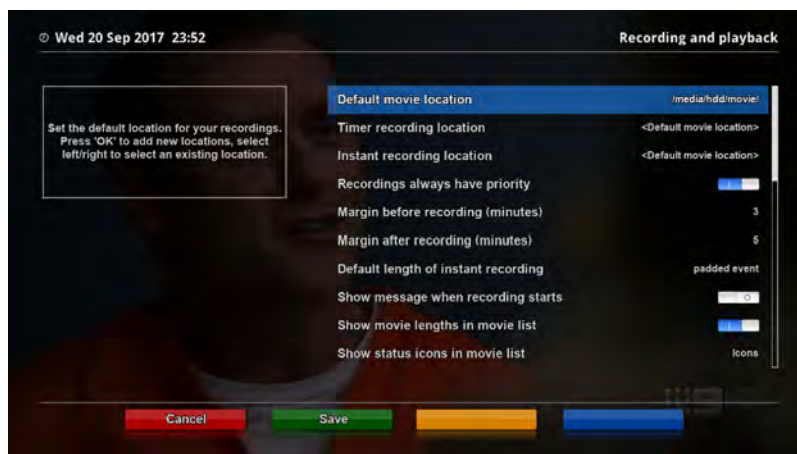 Wed 20 Sep 2017 23:52
Recording and playback
Set the default location for your recordings.
Press 'OK' to add new locations, select
left/right to select an existing location.
Default movie location /media/hdd/movie/
Timer recording location <Default movie location>
Instant recording location <Default movie location>
Recordings always have priority
Margin before recording (minutes) 3
Margin after recording (minutes) 5
Default length of instant recording padded event
Show message when recording starts
Show movie lengths in movie list
Show status icons in movie list Icons
Cancel
Save